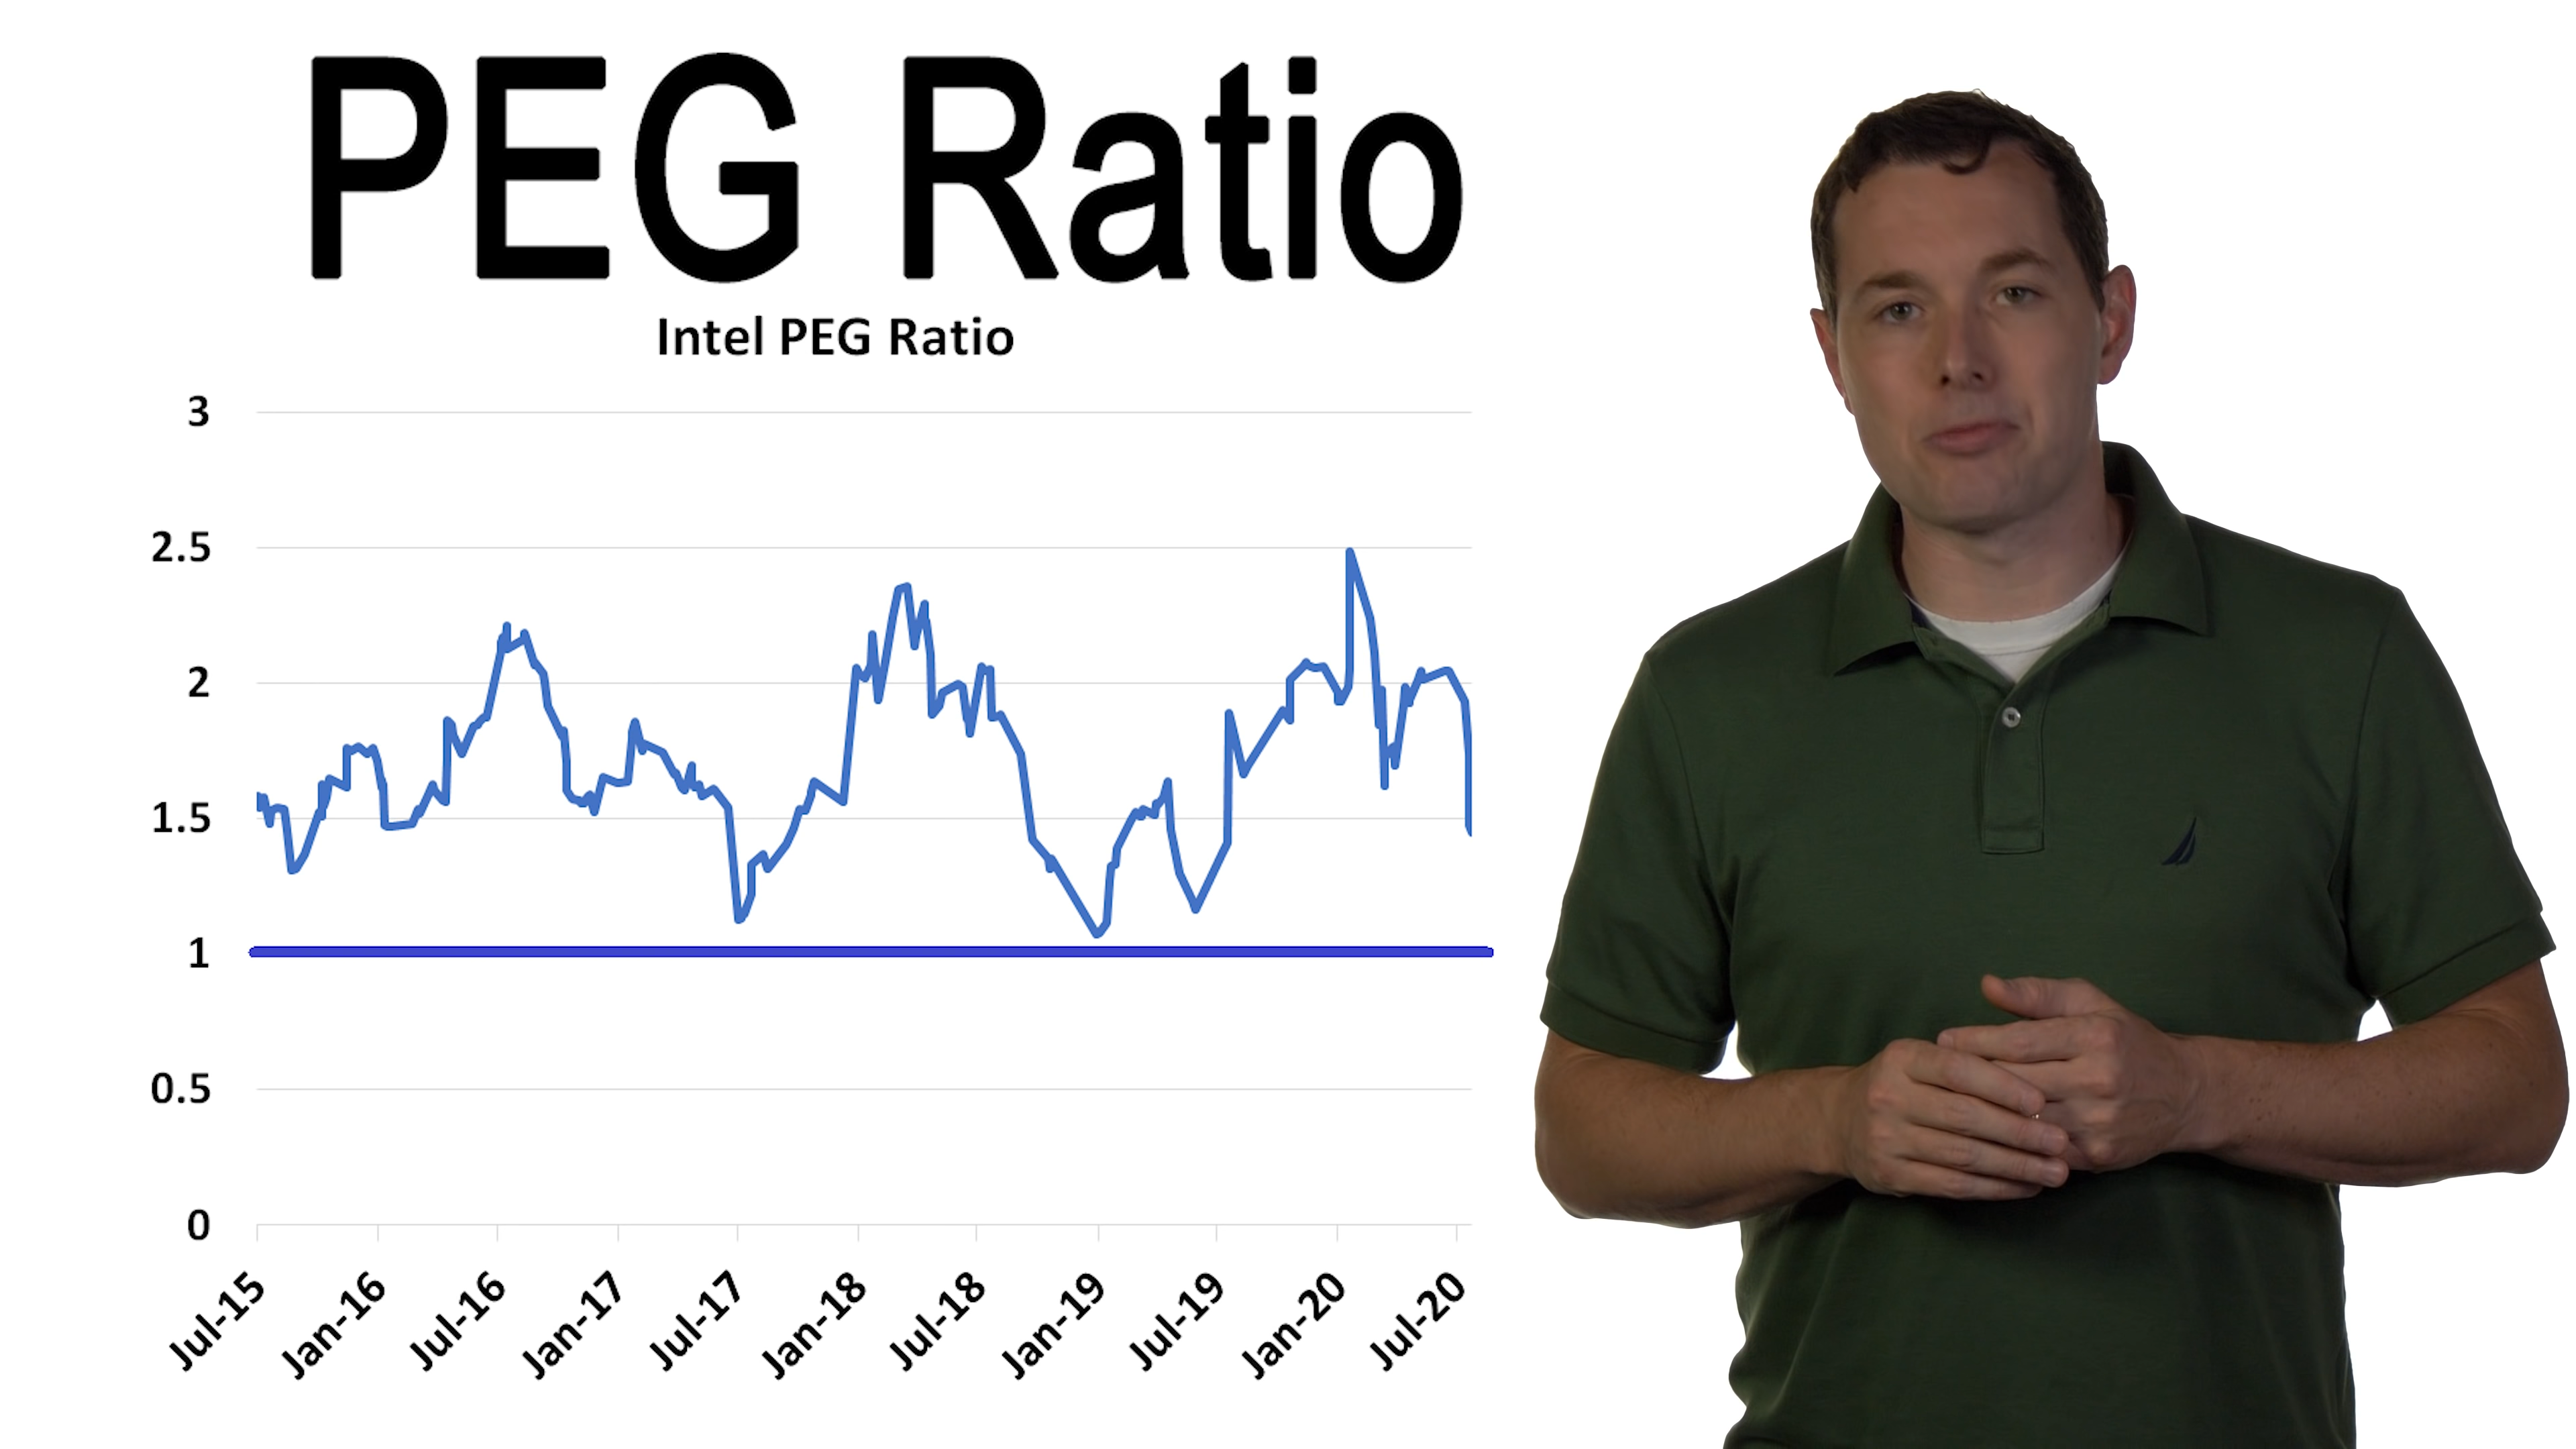 PEG Ratio
Intel PEG Ratio
3
2.5
2
1.5
1
0.5
0
Jul-15
Jan-16
Jul-16
Jan-17
Jul-17
Jan-18
Jul-18
Jan-19
Jul-19
Jan-20
Jul-20